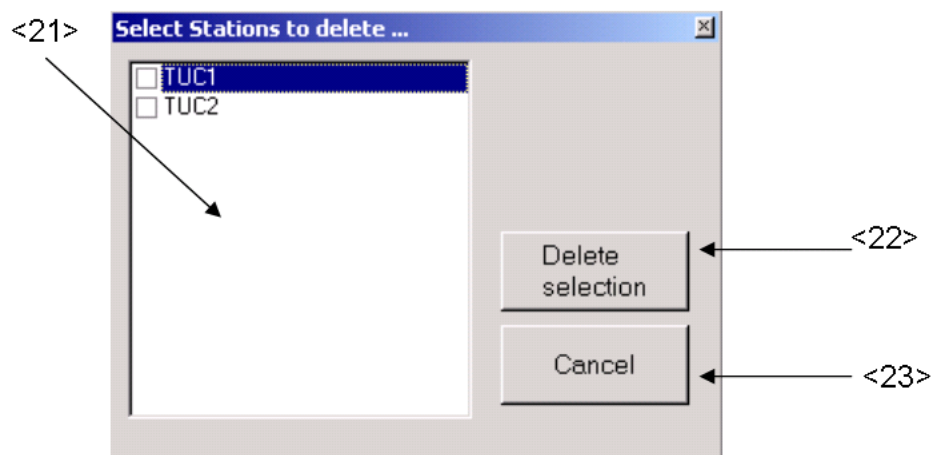 <21>
Select Stations to delete ...
TUC1
TUC2
<22>
Delete
selection
Cancel
<23>